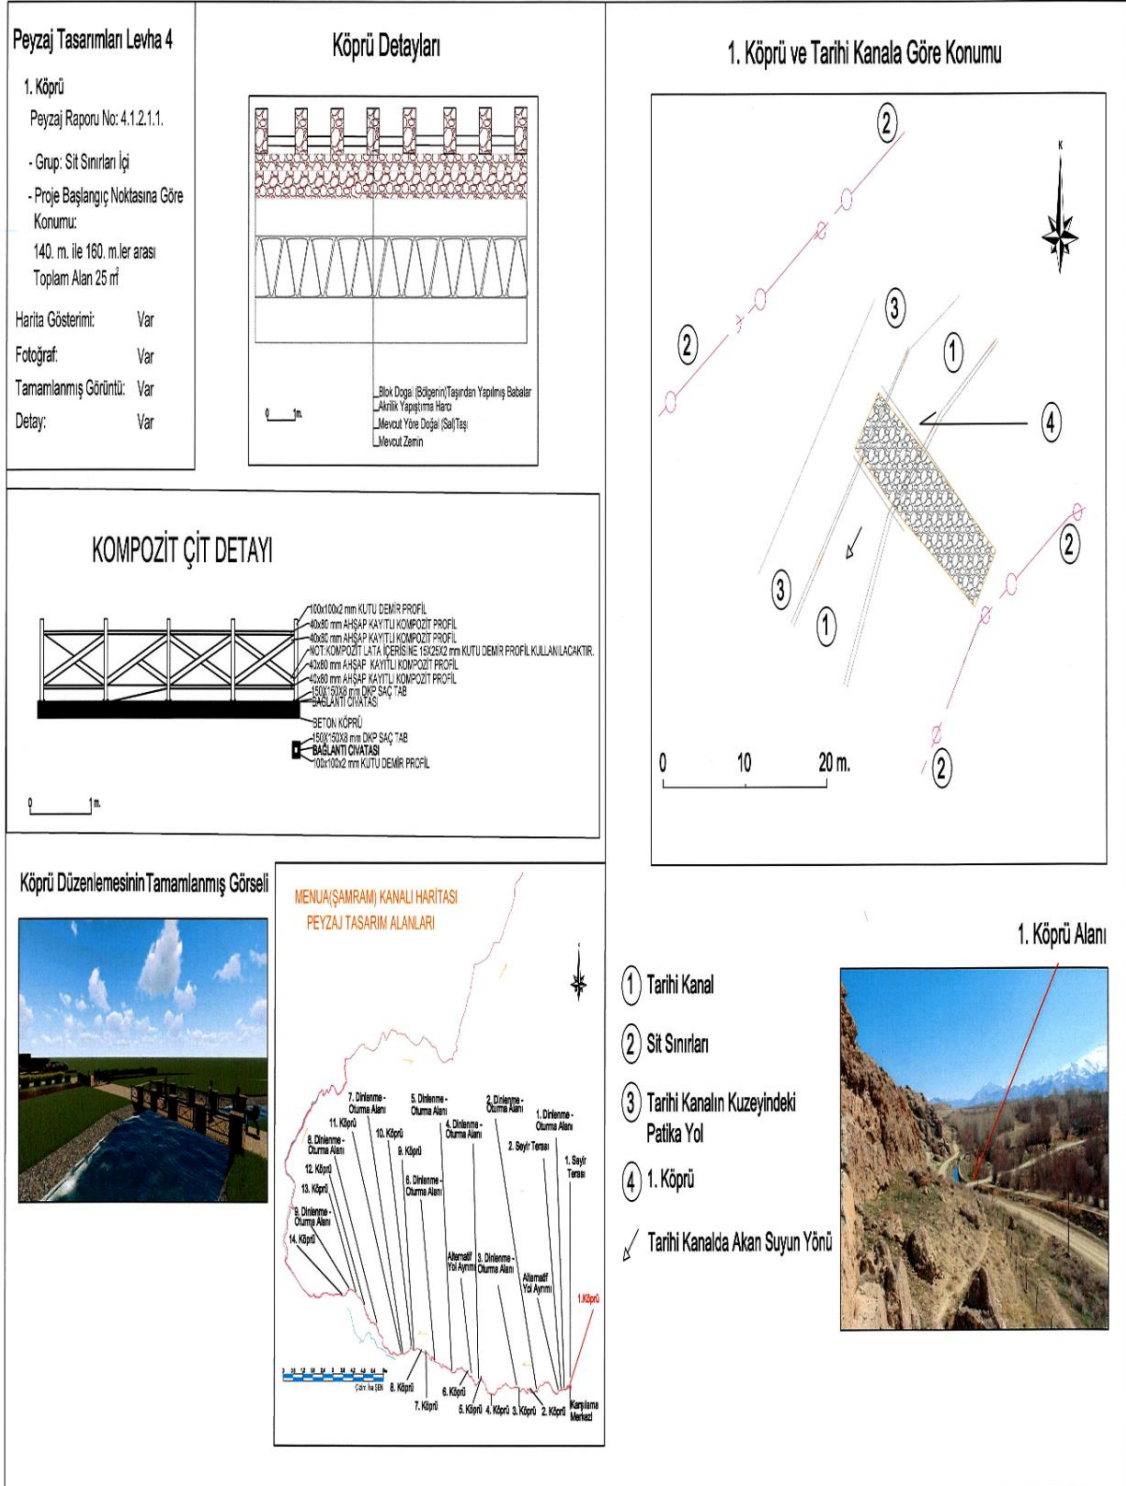 Peyzaj Tasarımları Levha 4
1. Köprü
Peyzaj Raporu No: 4.1.2.1.1.
- Grup: Sit Sınırları İçi
- Proje Başlangıç Noktasına Göre
Konumu:
140. m. ile 160. m.ler arası
Toplam Alan 25 m²
Harita Gösterimi: Var
Fotoğraf: Var
Tamamlanmış Görüntü: Var
Detay: Var
Köprü Detayları
Blok Doğal (Bölgenin)Taşından Yapılmış Babalar
Akrilik Yapıştırma Harcı
Mevcut Yöre Doğal (Sal)Taşı
Mevcut Zemin
0 1m.
KOMPOZİT ÇİT DETAYI
100x100x2 mm KUTU DEMİR PROFİL
40x80 mm AHŞAP KAYITLI KOMPOZİT PROFİL
40x80 mm AHŞAP KAYITLI KOMPOZİT PROFİL
NOT:KOMPOZİT LATA İÇERİSİNE 15X25X2 mm KUTU DEMİR PROFİL KULLANILACAKTIR.
40x60 mm AHŞAP KAYITLI KOMPOZİT PROFİL
40x60 mm AHŞAP KAYITLI KOMPOZİT PROFİL
150X150X8 mm DKP SAÇ TAB
BAĞLANTI CIVATASI
BETON KÖPRÜ
150X150X8 mm DKP SAÇ TAB
BAĞLANTI CIVATASI
100x100x2 mm KUTU DEMİR PROFİL
0 1 m.
1. Köprü ve Tarihi Kanala Göre Konumu
K
2
2
3
1
4
2
3
1
2
0 10 20 m.
Köprü Düzenlemesinin Tamamlanmış Görseli
MENUA(ŞAMRAM) KANALI HARİTASI
PEYZAJ TASARIM ALANLARI
7. Dinlenme -
Oturma Alanı
11. Köprü
8. Dinlenme -
Oturma Alanı
12. Köprü
13. Köprü
9. Dinlenme -
Oturma Alanı
14. Köprü
10. Köprü
9. Köprü
5. Dinlenme -
Oturma Alanı
6. Dinlenme -
Oturma Alanı
4. Dinlenme -
Oturma Alanı
2. Dinlenme -
Oturma Alanı
1. Dinlenme -
Oturma Alanı
2. Seyir Terası
1. Seyir
Terası
Alternatif
Yol Ayrımı
3. Dinlenme -
Oturma Alanı
Alternatif
Yol Ayrımı
1.Köprü
8. Köprü
7. Köprü
6. Köprü
5. Köprü
4. Köprü
3. Köprü
2. Köprü
Karşılama
Merkezi
1 Tarihi Kanal
2 Sit Sınırları
3 Tarihi Kanalın Kuzeyindeki
Patika Yol
4 1. Köprü
Tarihi Kanalda Akan Suyun Yönü
1. Köprü Alanı